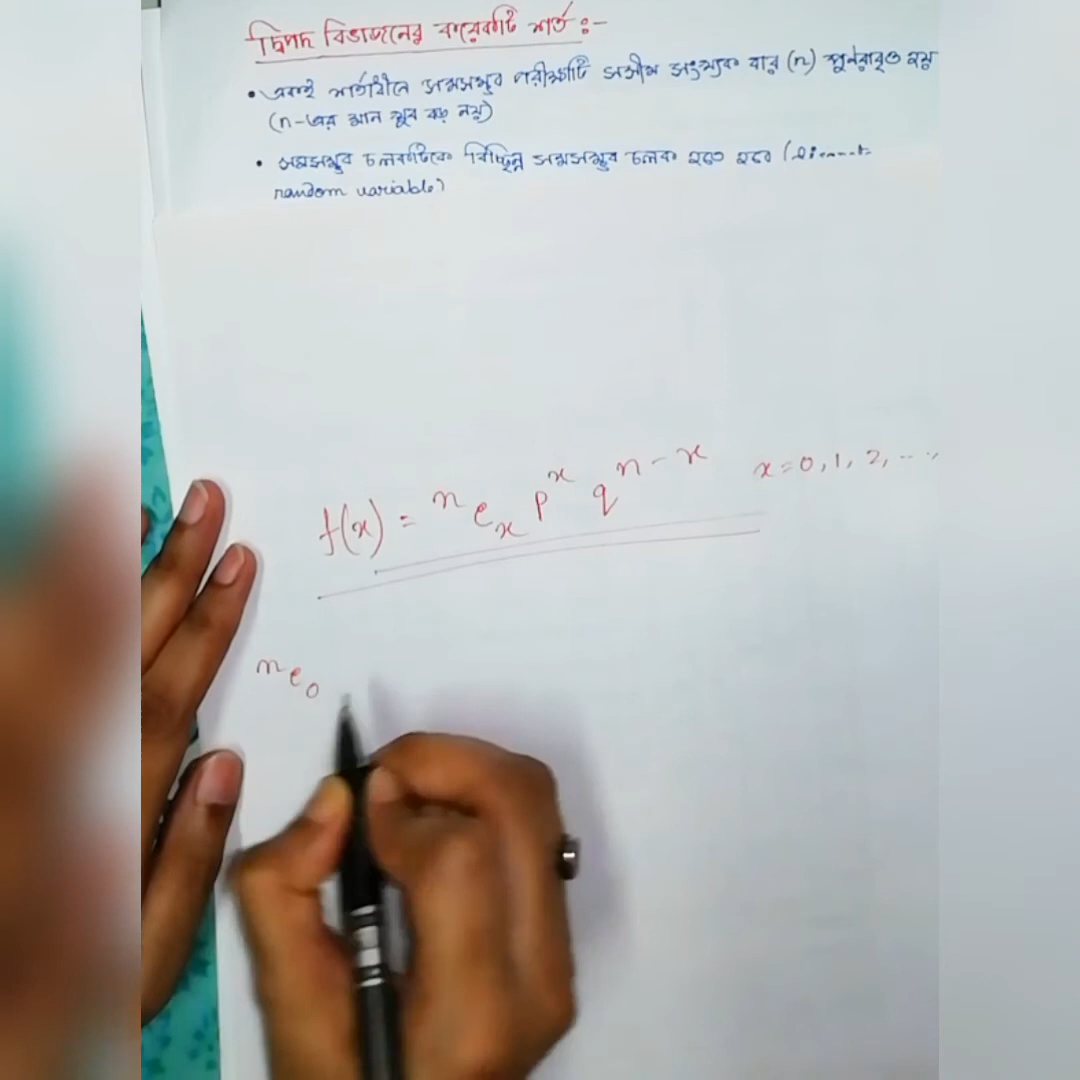 দ্বিপদ বিভাজনের কয়েকটি শর্ত :-
• একই শর্তাধীনে সমসম্ভব পরীক্ষাটি সসীম সংখ্যক বার (n) পুনরাবৃত্ত হয়
(n-এর মান খুব বড় নয়)
• সমসম্ভব চলকটিকে বিচ্ছিন্ন সমসম্ভব চলক হতে হবে (Discrete
random variable)
f(x) = ⁿCₓ pˣ qⁿ⁻ˣ x = 0, 1, 2, ...,
ⁿC₀